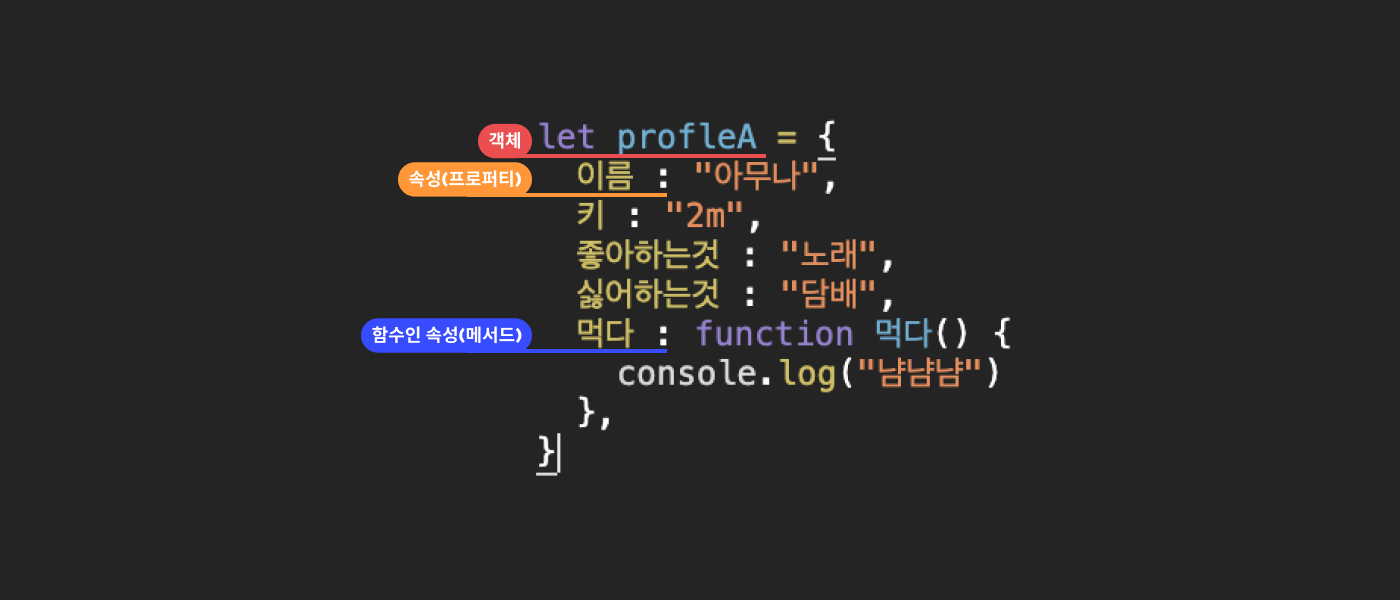 객체 let profleA = {
속성(프로퍼티) 이름 : "아무나",
키 : "2m",
좋아하는것 : "노래",
싫어하는것 : "담배",
함수인 속성(메서드) 먹다 : function 먹다() {
console.log("냠냠냠")
},
}